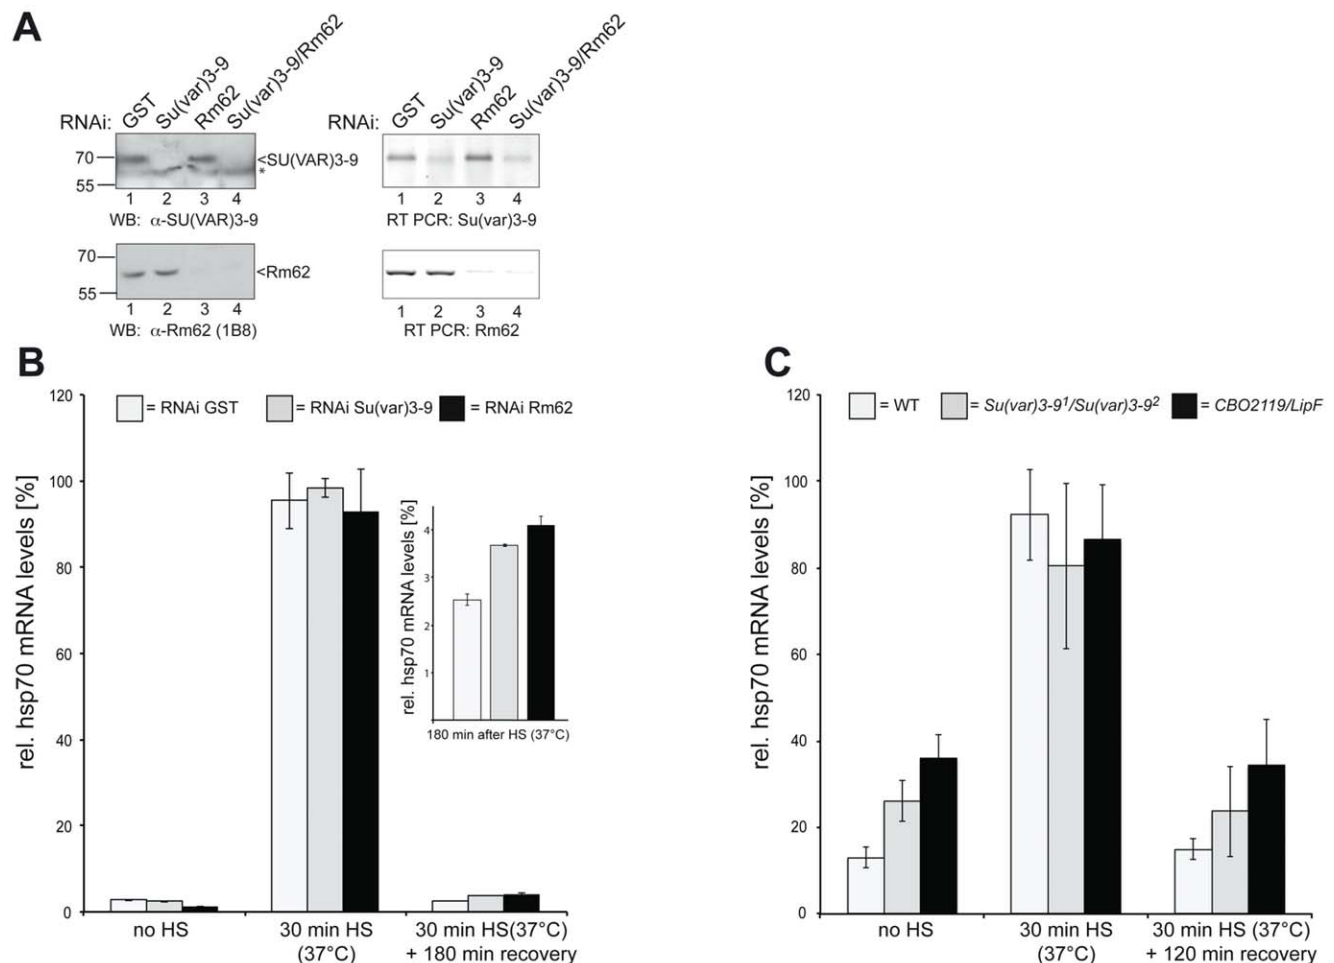 A
GST Su(var)3-9 Rm62 Su(var)3-9/Rm62
RNAi:
70
<SU(VAR)3-9
*
55
1 2 3 4
WB: α-SU(VAR)3-9
70
<Rm62
55
1 2 3 4
WB: α-Rm62 (1B8)
GST Su(var)3-9 Rm62 Su(var)3-9/Rm62
RNAi:
1 2 3 4
RT PCR: Su(var)3-9
1 2 3 4
RT PCR: Rm62
B
= RNAi GST = RNAi Su(var)3-9 = RNAi Rm62
rel. hsp70 mRNA levels [%]
120
100
80
60
40
20
0
rel. hsp70 mRNA levels [%]
4
3
2
1
180 min after HS (37°C)
no HS 30 min HS 30 min HS(37°C)
(37°C) + 180 min recovery
C
= WT = Su(var)3-9¹/Su(var)3-9² = CBO2119/LipF
rel. hsp70 mRNA levels [%]
120
100
80
60
40
20
0
no HS 30 min HS 30 min HS (37°C)
(37°C) + 120 min recovery